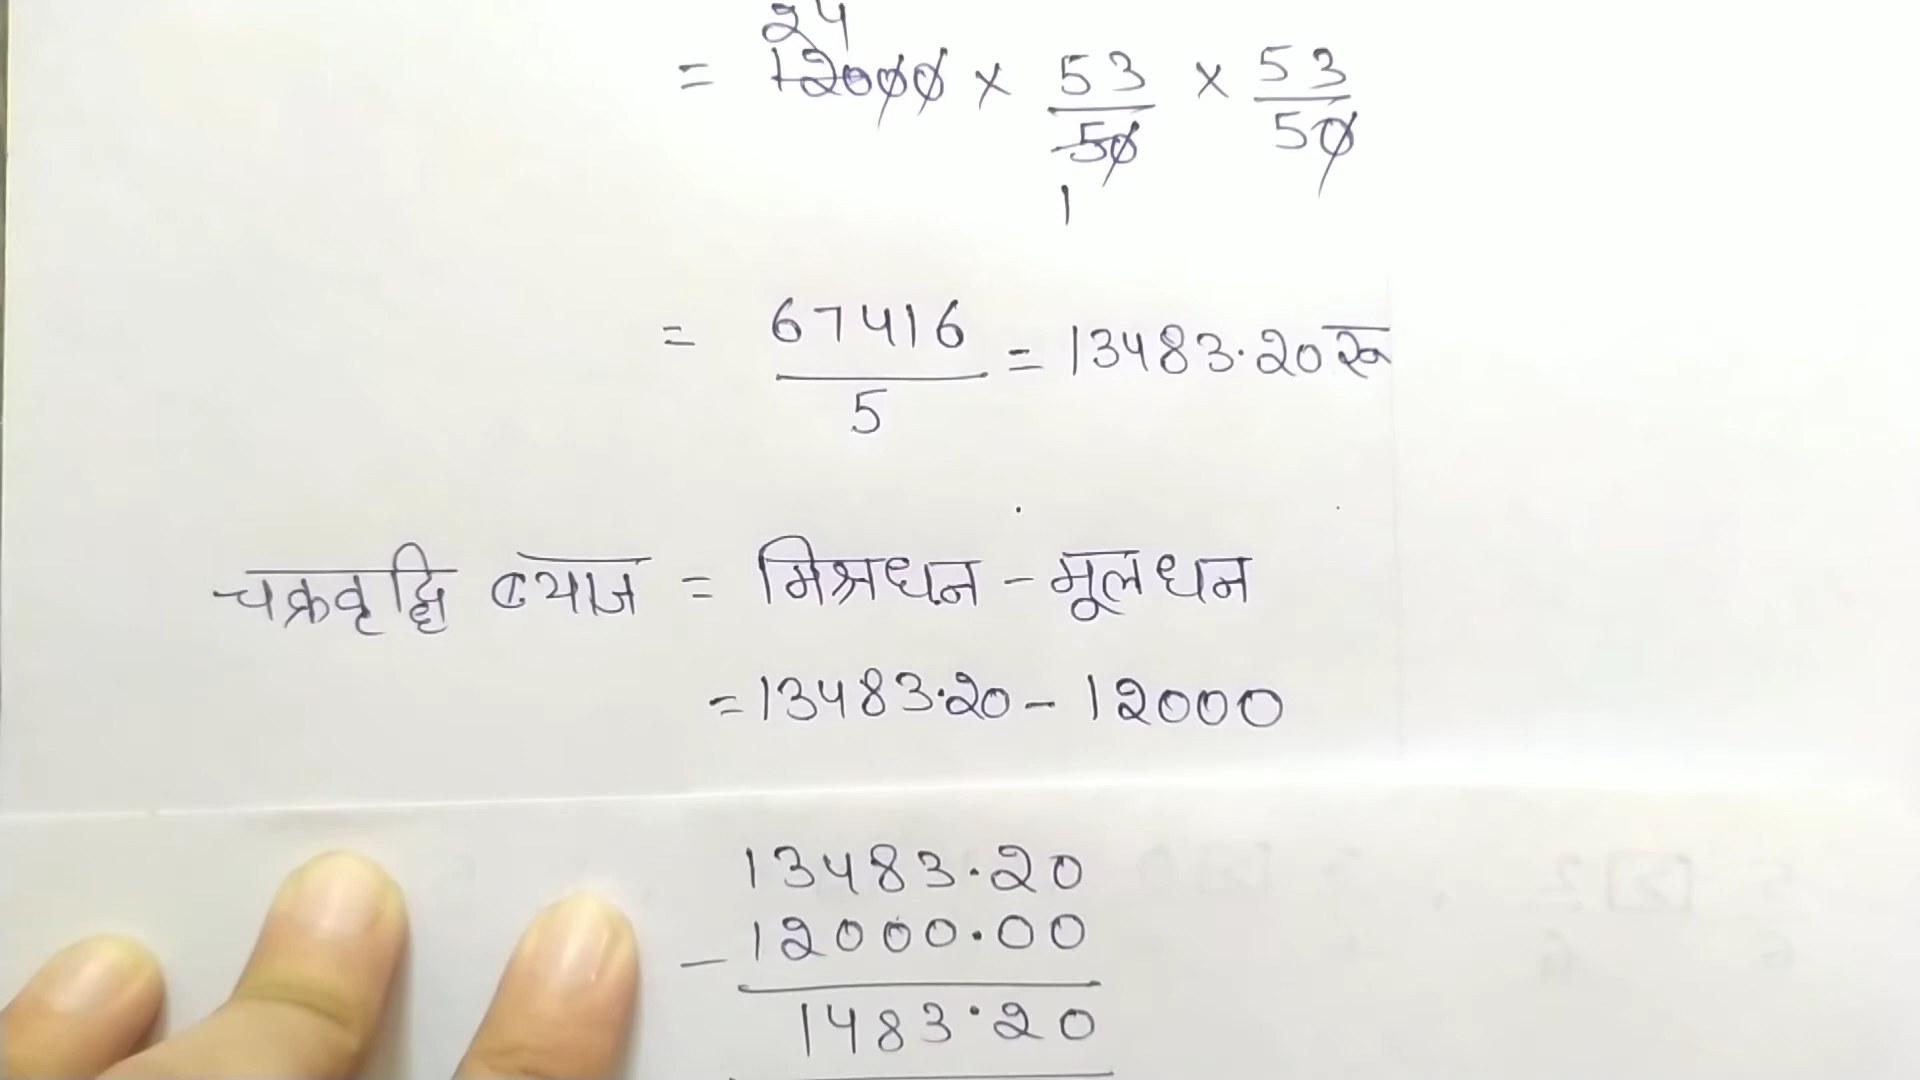 24
= 12000 × 53/50 × 53/50
1
= 67416/5 = 13483.20 रू
चक्रवृद्धि ब्याज = मिश्रधन - मूलधन
= 13483.20 - 12000
13483.20
- 12000.00
1483.20